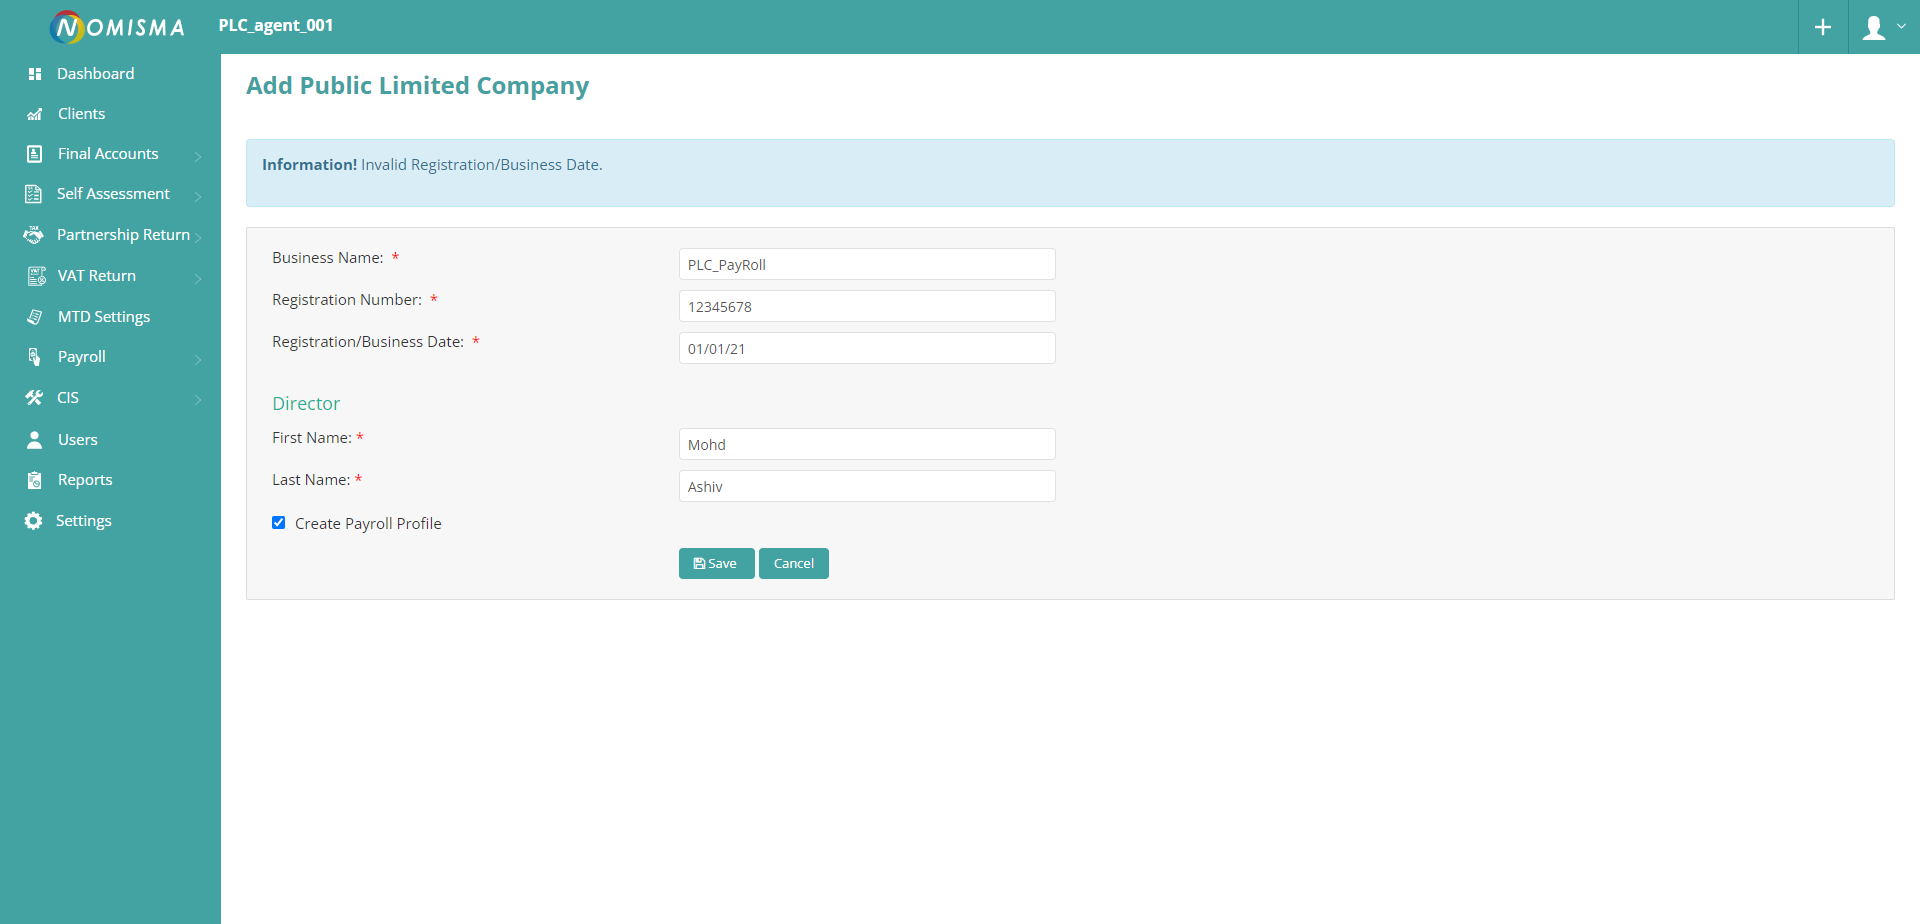 NOMISMA
PLC_agent_001
Dashboard
Clients
Final Accounts
Self Assessment
Partnership Return
VAT Return
MTD Settings
Payroll
CIS
Users
Reports
Settings
Add Public Limited Company
Information! Invalid Registration/Business Date.
Business Name: *
PLC_PayRoll
Registration Number: *
12345678
Registration/Business Date: *
01/01/21
Director
First Name: *
Mohd
Last Name: *
Ashiv
Create Payroll Profile
Save
Cancel